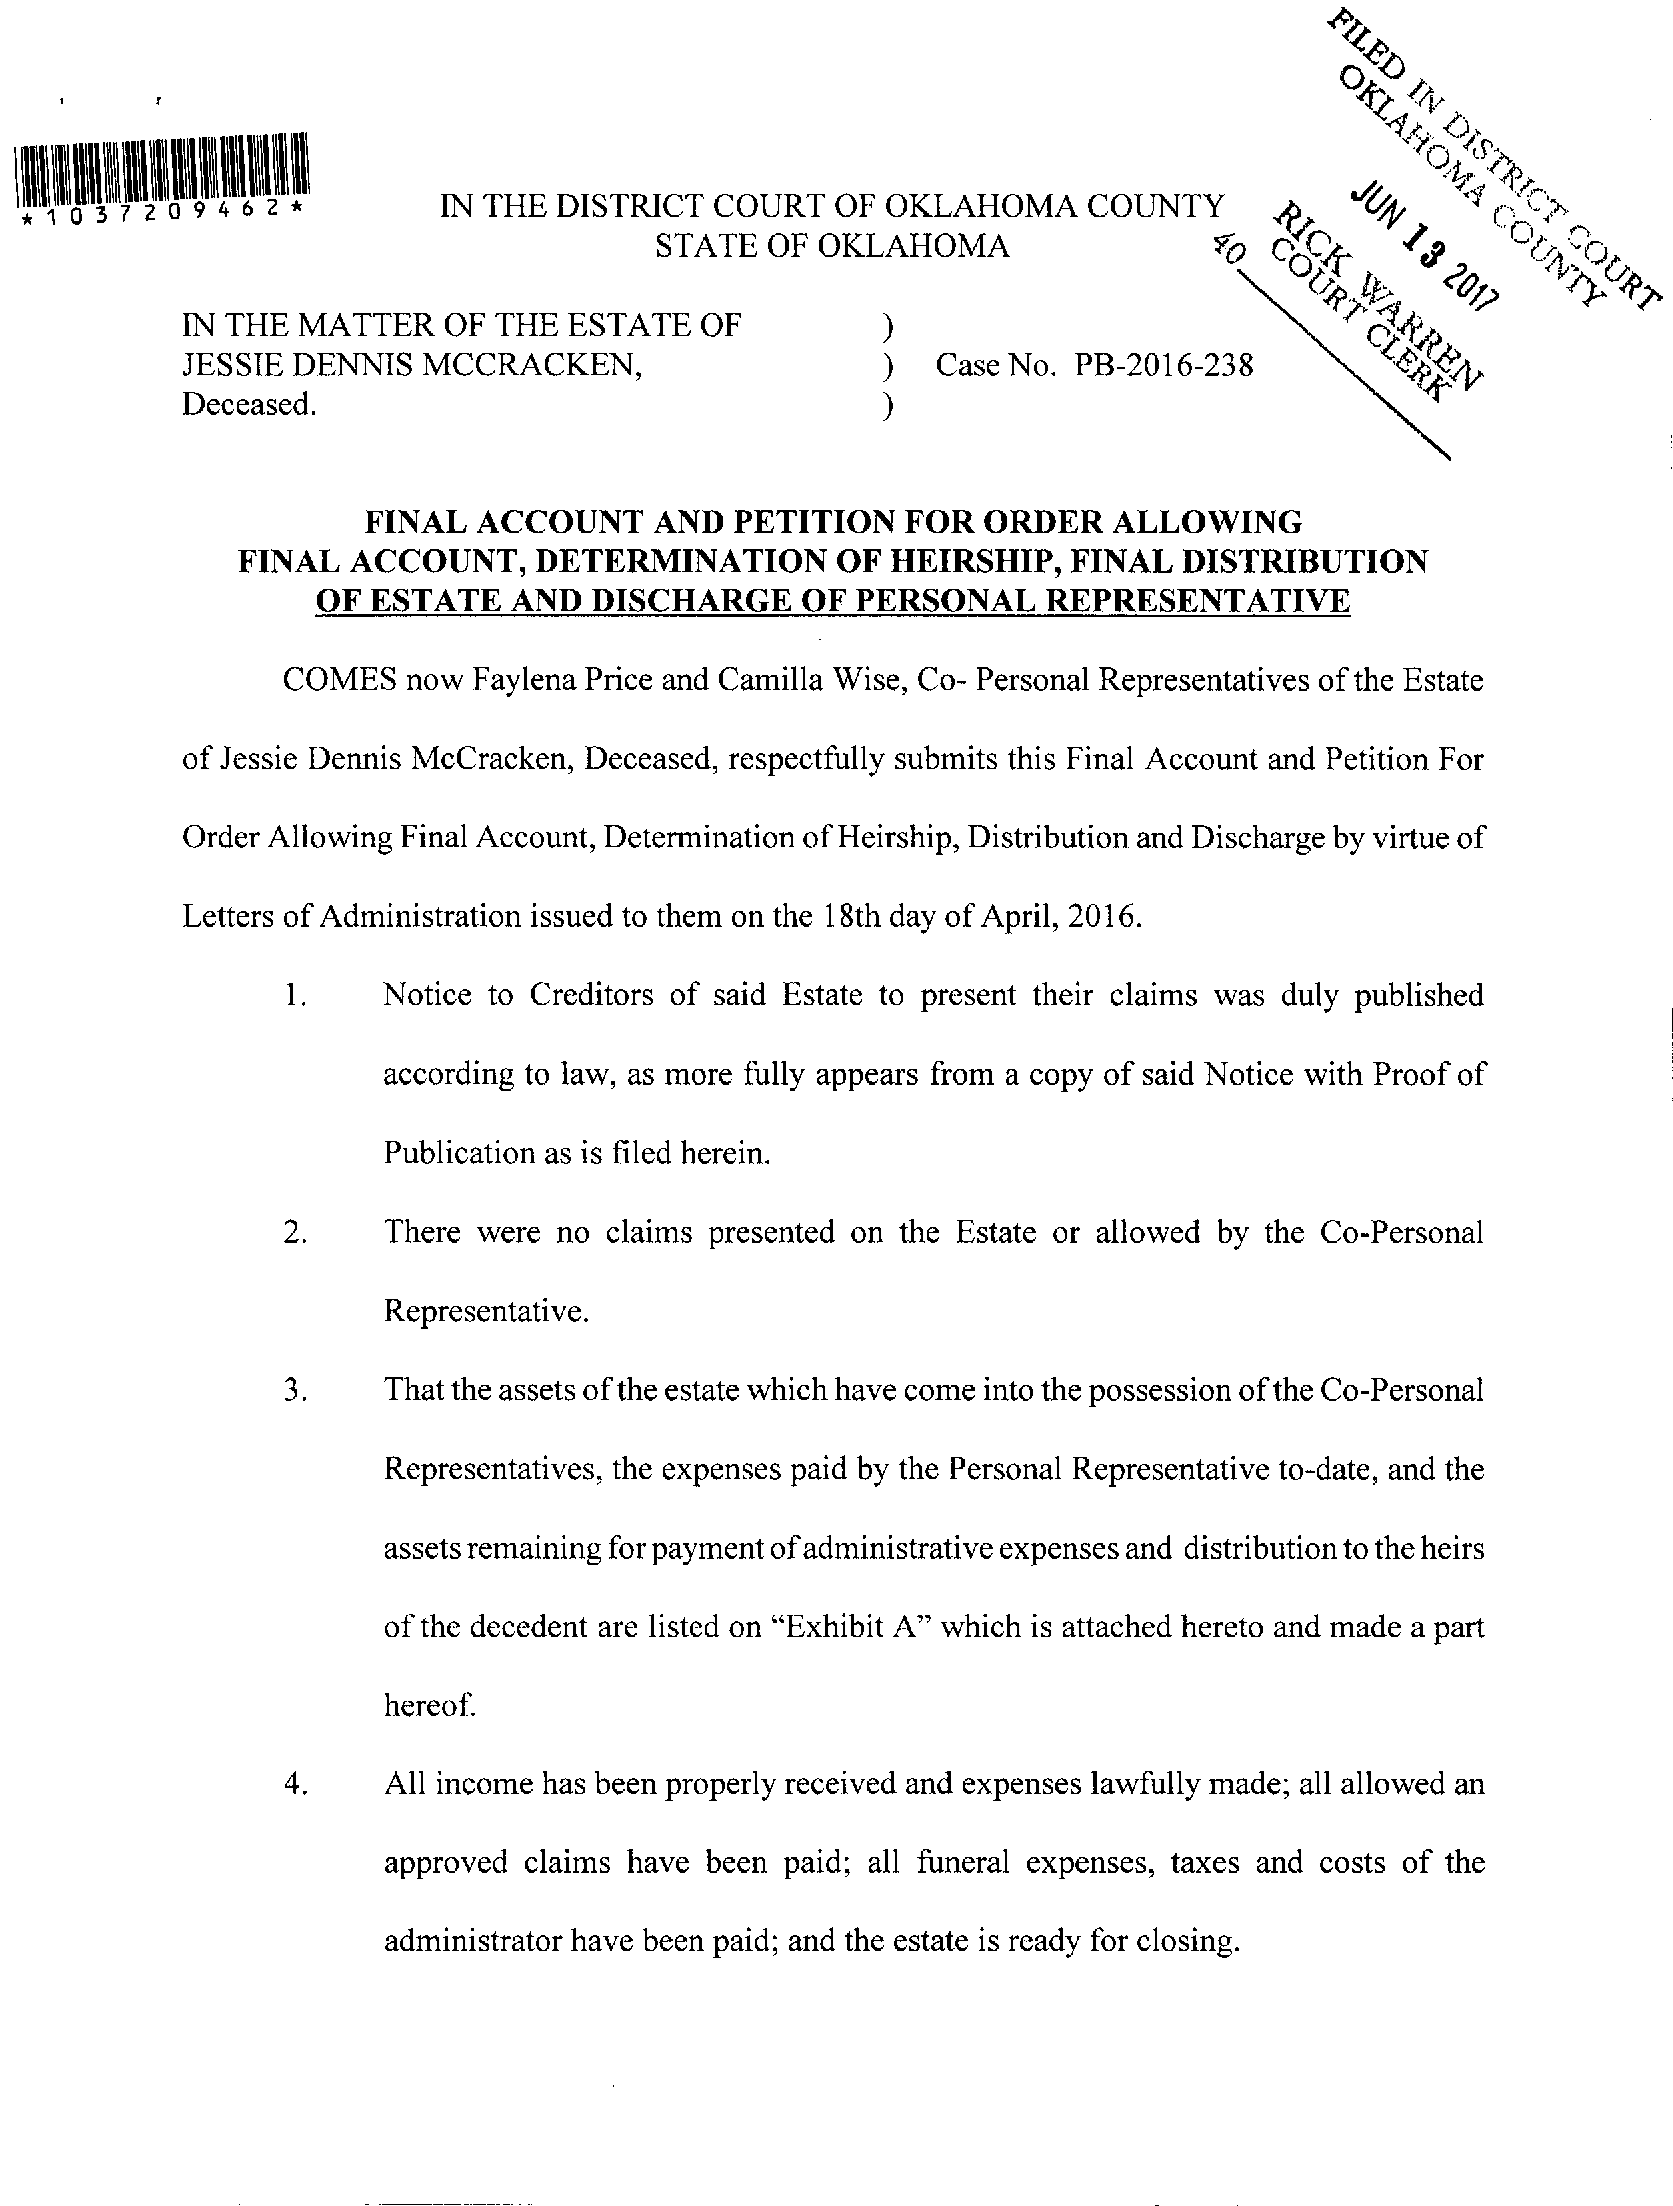 FILED IN DISTRICT COURT
OKLAHOMA COUNTY
JUN 13 2017
RICK WARREN
COURT CLERK
40
*1037209462*
IN THE DISTRICT COURT OF OKLAHOMA COUNTY
STATE OF OKLAHOMA
IN THE MATTER OF THE ESTATE OF )
JESSIE DENNIS MCCRACKEN, ) Case No. PB-2016-238
Deceased. )
FINAL ACCOUNT AND PETITION FOR ORDER ALLOWING
FINAL ACCOUNT, DETERMINATION OF HEIRSHIP, FINAL DISTRIBUTION
OF ESTATE AND DISCHARGE OF PERSONAL REPRESENTATIVE
COMES now Faylena Price and Camilla Wise, Co- Personal Representatives of the Estate
of Jessie Dennis McCracken, Deceased, respectfully submits this Final Account and Petition For
Order Allowing Final Account, Determination of Heirship, Distribution and Discharge by virtue of
Letters of Administration issued to them on the 18th day of April, 2016.
1. Notice to Creditors of said Estate to present their claims was duly published
according to law, as more fully appears from a copy of said Notice with Proof of
Publication as is filed herein.
2. There were no claims presented on the Estate or allowed by the Co-Personal
Representative.
3. That the assets of the estate which have come into the possession of the Co-Personal
Representatives, the expenses paid by the Personal Representative to-date, and the
assets remaining for payment of administrative expenses and distribution to the heirs
of the decedent are listed on “Exhibit A” which is attached hereto and made a part
hereof.
4. All income has been properly received and expenses lawfully made; all allowed an
approved claims have been paid; all funeral expenses, taxes and costs of the
administrator have been paid; and the estate is ready for closing.